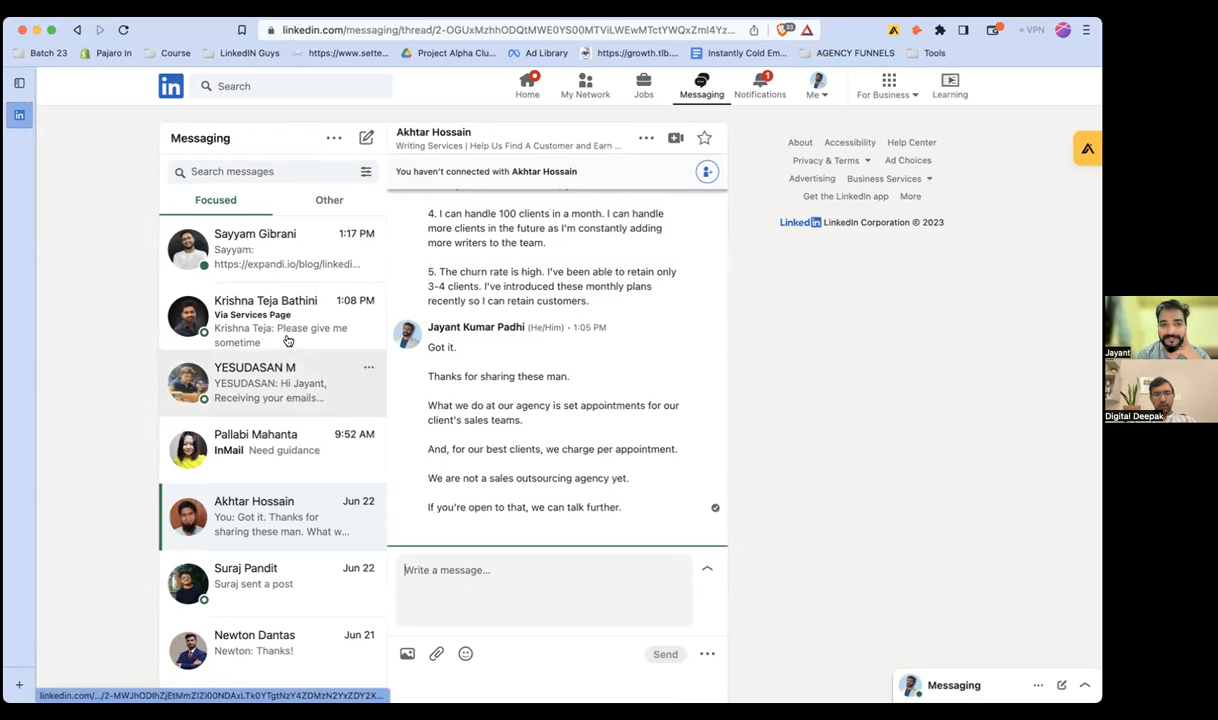 linkedin.com/messaging/thread/2-OGUxMzhhODQtMWE0YS00MTViLWEwMTctYWQxZmI4Yz...
33
VPN
Batch 23
Pajaro In
Course
LinkedIN Guys
https://www.sette...
Project Alpha Clu...
Ad Library
https://growth.tlb....
Instantly Cold Em...
AGENCY FUNNELS
Tools
in
Search
Home
My Network
Jobs
Messaging
1
Notifications
Me
For Business
Learning
Messaging
Search messages
Focused
Other
Sayyam Gibrani
1:17 PM
Sayyam:
https://expandi.io/blog/linkedi...
Krishna Teja Bathini
1:08 PM
Via Services Page
Krishna Teja: Please give me
sometime
YESUDASAN M
YESUDASAN: Hi Jayant,
Receiving your emails...
Pallabi Mahanta
9:52 AM
InMail Need guidance
Akhtar Hossain
Jun 22
You: Got it. Thanks for
sharing these man. What w...
Suraj Pandit
Jun 22
Suraj sent a post
Newton Dantas
Jun 21
Newton: Thanks!
Akhtar Hossain
Writing Services | Help Us Find A Customer and Earn ...
You haven't connected with Akhtar Hossain
4. I can handle 100 clients in a month. I can handle
more clients in the future as I'm constantly adding
more writers to the team.
5. The churn rate is high. I've been able to retain only
3-4 clients. I've introduced these monthly plans
recently so I can retain customers.
Jayant Kumar Padhi (He/Him) • 1:05 PM
Got it.
Thanks for sharing these man.
What we do at our agency is set appointments for our
client's sales teams.
And, for our best clients, we charge per appointment.
We are not a sales outsourcing agency yet.
If you're open to that, we can talk further.
Write a message...
Send
About
Accessibility
Help Center
Privacy & Terms
Ad Choices
Advertising
Business Services
Get the LinkedIn app
More
Linked in LinkedIn Corporation © 2023
Jayant
Digital Deepak
Messaging